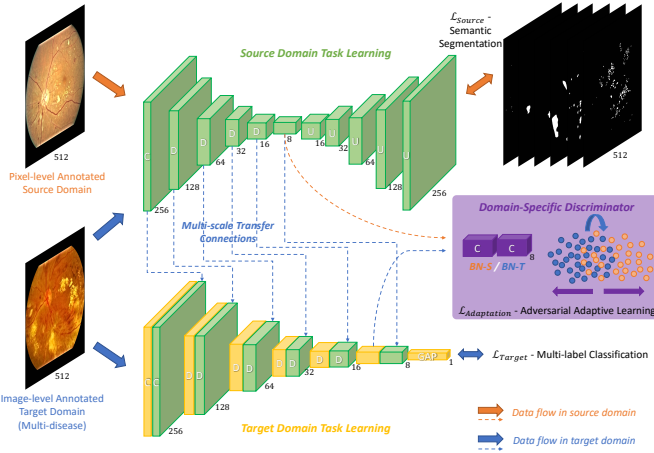 Source Domain Task Learning
ℒ_Source -
Semantic
Segmentation
512
Pixel-level Annotated
Source Domain
C
D
D
D
D
U
U
U
U
U
256
128
64
32
16
8
16
32
64
128
256
512
Multi-scale Transfer
Connections
Domain-Specific Discriminator
C
C
8
BN-S / BN-T
ℒ_Adaptation - Adversarial Adaptive Learning
512
Image-level Annotated
Target Domain
(Multi-disease)
C
C
D
D
D
D
C
D
D
D
GAP
256
128
64
32
16
8
1
ℒ_Target - Multi-label Classification
Target Domain Task Learning
Data flow in source domain
Data flow in target domain